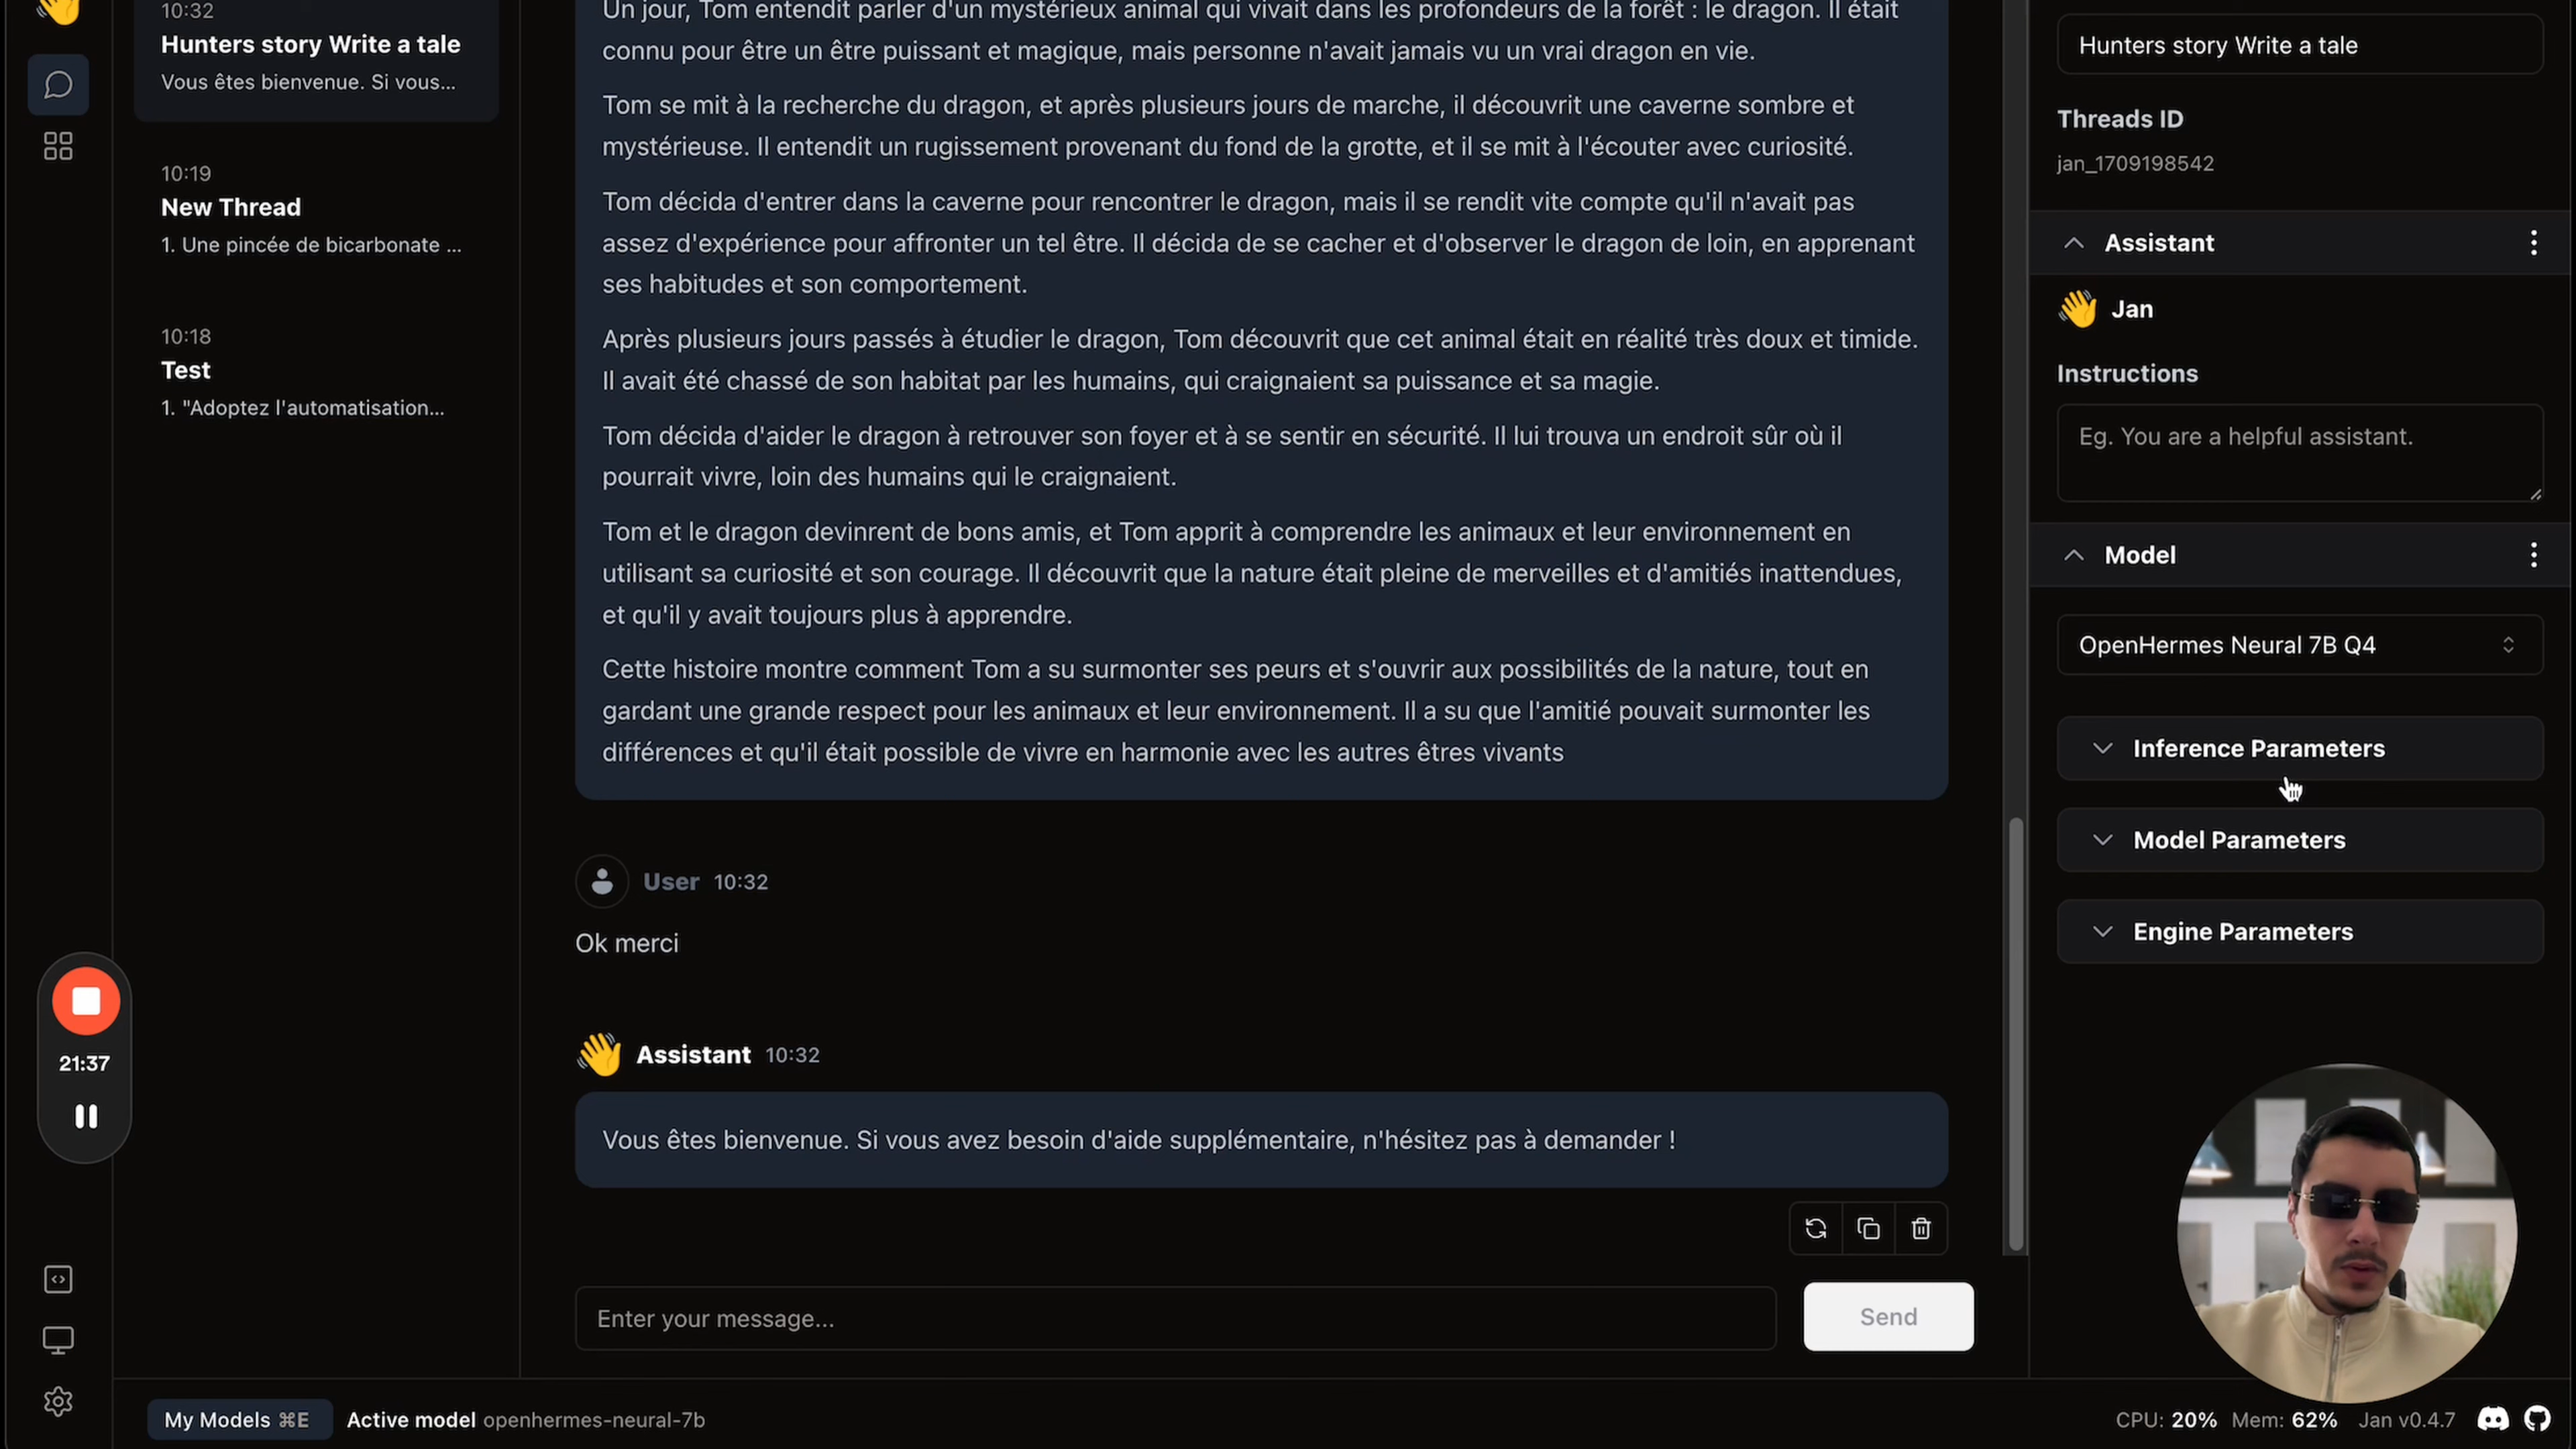 10:32
Hunters story Write a tale
Vous êtes bienvenue. Si vous...
10:19
New Thread
1. Une pincée de bicarbonate ...
10:18
Test
1. "Adoptez l'automatisation...
21:37
Un jour, Tom entendit parler d'un mystérieux animal qui vivait dans les profondeurs de la forêt : le dragon. Il était
connu pour être un être puissant et magique, mais personne n'avait jamais vu un vrai dragon en vie.
Tom se mit à la recherche du dragon, et après plusieurs jours de marche, il découvrit une caverne sombre et
mystérieuse. Il entendit un rugissement provenant du fond de la grotte, et il se mit à l'écouter avec curiosité.
Tom décida d'entrer dans la caverne pour rencontrer le dragon, mais il se rendit vite compte qu'il n'avait pas
assez d'expérience pour affronter un tel être. Il décida de se cacher et d'observer le dragon de loin, en apprenant
ses habitudes et son comportement.
Après plusieurs jours passés à étudier le dragon, Tom découvrit que cet animal était en réalité très doux et timide.
Il avait été chassé de son habitat par les humains, qui craignaient sa puissance et sa magie.
Tom décida d'aider le dragon à retrouver son foyer et à se sentir en sécurité. Il lui trouva un endroit sûr où il
pourrait vivre, loin des humains qui le craignaient.
Tom et le dragon devinrent de bons amis, et Tom apprit à comprendre les animaux et leur environnement en
utilisant sa curiosité et son courage. Il découvrit que la nature était pleine de merveilles et d'amitiés inattendues,
et qu'il y avait toujours plus à apprendre.
Cette histoire montre comment Tom a su surmonter ses peurs et s'ouvrir aux possibilités de la nature, tout en
gardant une grande respect pour les animaux et leur environnement. Il a su que l'amitié pouvait surmonter les
différences et qu'il était possible de vivre en harmonie avec les autres êtres vivants
User 10:32
Ok merci
Assistant 10:32
Vous êtes bienvenue. Si vous avez besoin d'aide supplémentaire, n'hésitez pas à demander !
Enter your message...
Send
Hunters story Write a tale
Threads ID
jan_1709198542
Assistant
Jan
Instructions
Eg. You are a helpful assistant.
Model
OpenHermes Neural 7B Q4
Inference Parameters
Model Parameters
Engine Parameters
My Models ⌘E Active model openhermes-neural-7b
CPU: 20% Mem: 62% Jan v0.4.7